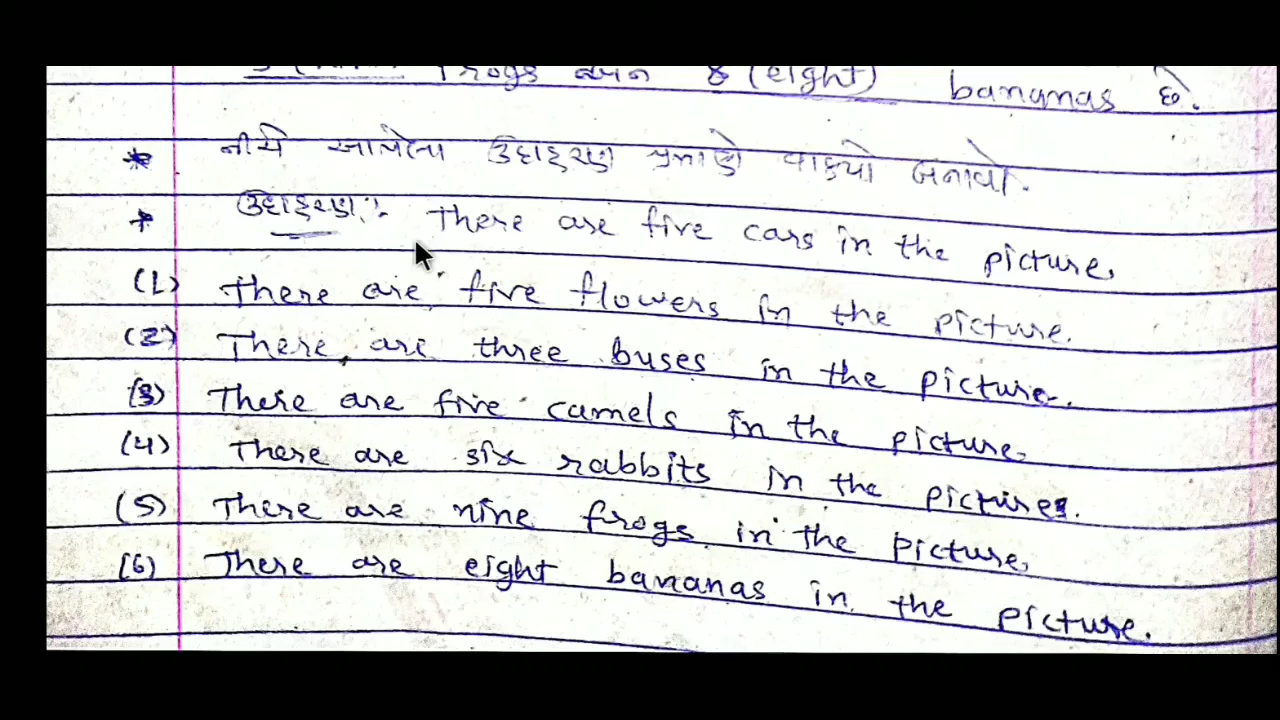 frogs અને 8 (eight) bananas છે.
* નીચે આપેલા ઉદાહરણ પ્રમાણે વાક્યો બનાવો.
* ઉદાહરણ:- There are five cars in the picture.
(1) There are five flowers in the picture.
(2) There are three buses in the picture.
(3) There are five camels in the picture.
(4) There are six rabbits in the picture.
(5) There are nine frogs in the picture.
(6) There are eight bananas in the picture.